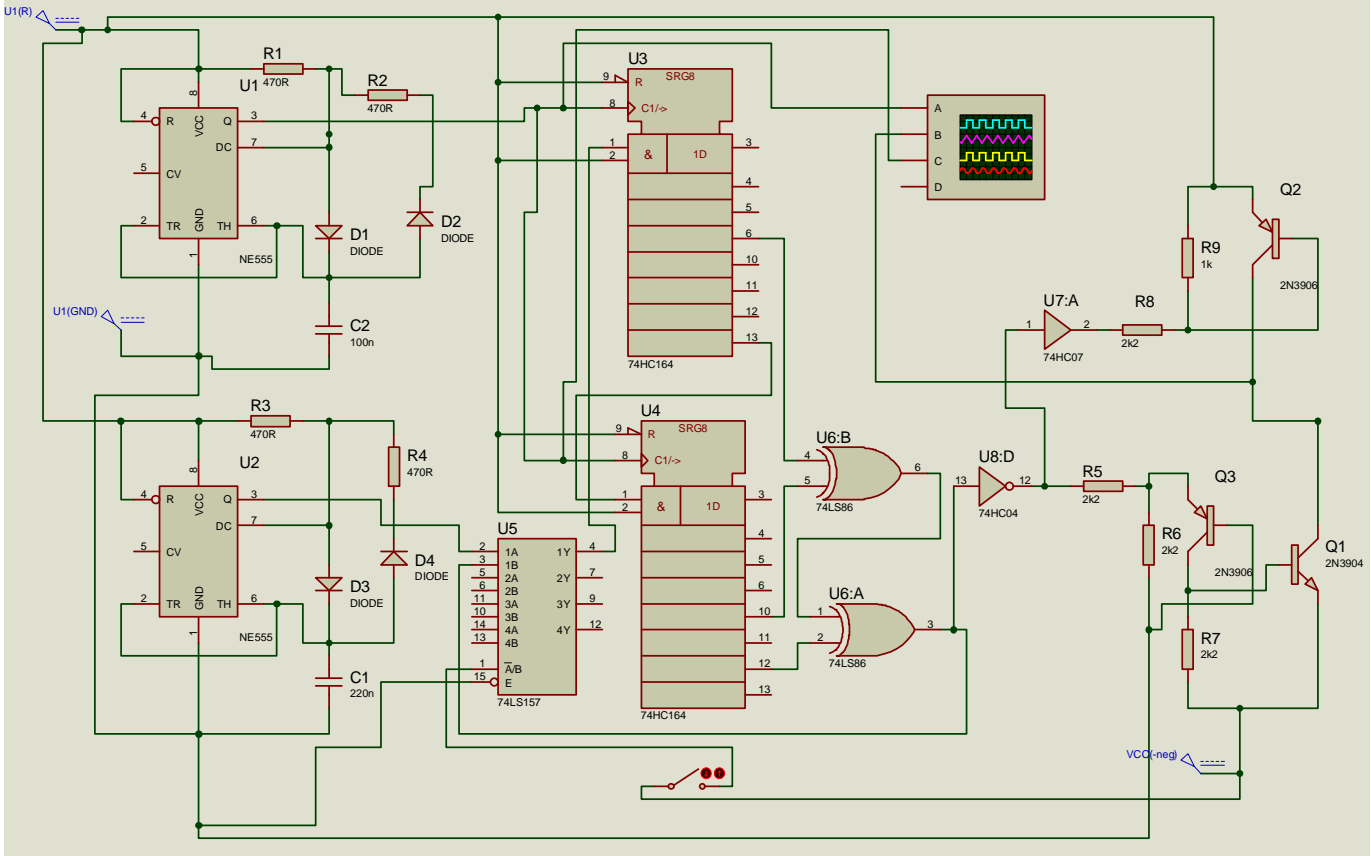 U1(R)
R1
470R
R2
470R
U1
8
VCC
4
R
Q
3
DC
7
5
CV
2
TR
GND
TH
6
1
NE555
D1
DIODE
D2
DIODE
U1(GND)
C2
100n
U3
SRG8
9
R
8
C1/->
1
2
&
1D
3
4
5
6
10
11
12
13
74HC164
A
B
C
D
Q2
2N3906
R9
1k
U7:A
1
2
74HC07
R8
2k2
R3
470R
R4
470R
U2
8
VCC
4
R
Q
3
DC
7
5
CV
2
TR
GND
TH
6
1
NE555
D3
DIODE
D4
DIODE
C1
220n
U4
SRG8
9
R
8
C1/->
1
2
&
1D
3
4
5
6
10
11
12
13
74HC164
U5
2
1A
1Y
4
3
1B
5
2A
2Y
7
6
2B
11
3A
3Y
9
10
3B
14
4A
4Y
12
13
4B
1
A/B
15
E
74LS157
U6:B
4
5
6
74LS86
U6:A
1
2
3
74LS86
U8:D
13
12
74HC04
R5
2k2
R6
2k2
Q3
2N3906
Q1
2N3904
R7
2k2
VCC(-neg)